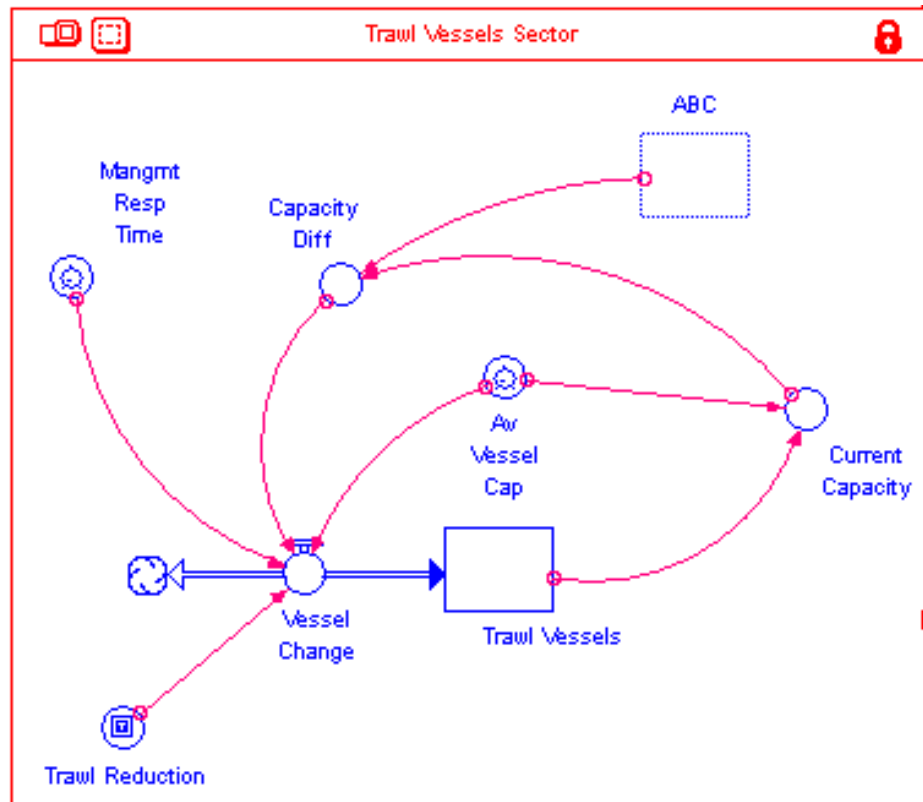 Trawl Vessels Sector
ABC
Mangmt
Resp
Time
Capacity
Diff
Av
Vessel
Cap
Current
Capacity
Vessel
Change
Trawl Vessels
Trawl Reduction